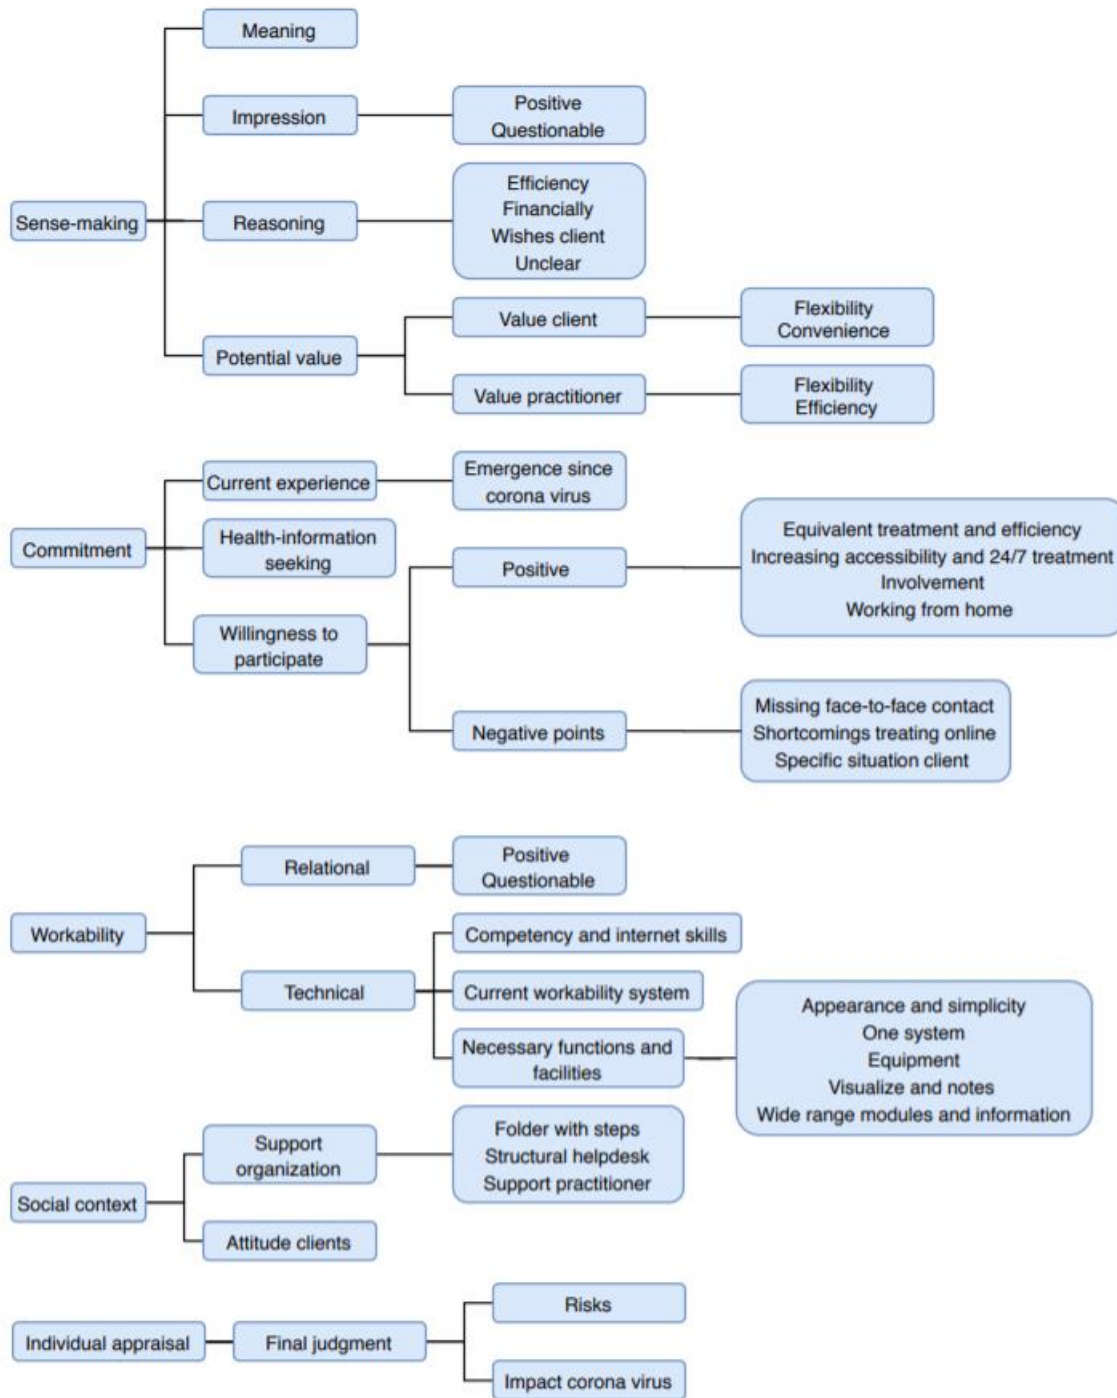 Meaning
Impression
Positive
Questionable
Sense-making
Reasoning
Efficiency
Financially
Wishes client
Unclear
Potential value
Value client
Flexibility
Convenience
Value practitioner
Flexibility
Efficiency
Commitment
Current experience
Emergence since
corona virus
Health-information
seeking
Willingness to
participate
Positive
Equivalent treatment and efficiency
Increasing accessibility and 24/7 treatment
Involvement
Working from home
Negative points
Missing face-to-face contact
Shortcomings treating online
Specific situation client
Workability
Relational
Positive
Questionable
Technical
Competency and internet skills
Current workability system
Necessary functions and
facilities
Appearance and simplicity
One system
Equipment
Visualize and notes
Wide range modules and information
Social context
Support
organization
Folder with steps
Structural helpdesk
Support practitioner
Attitude clients
Individual appraisal
Final judgment
Risks
Impact corona virus